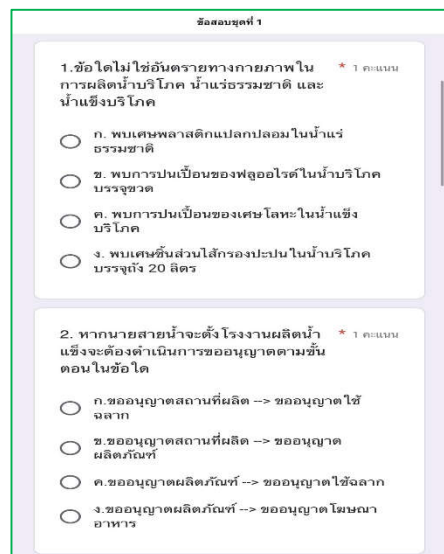 ข้อสอบชุดที่ 1
1.ข้อใดไม่ใช่อันตรายทางกายภาพใน * 1 คะแนน
การผลิตน้ำบริโภค น้ำแร่ธรรมชาติ และ
น้ำแข็งบริโภค
ก. พบเศษพลาสติกแปลกปลอมในน้ำแร่
ธรรมชาติ
ข. พบการปนเปื้อนของฟลูออไรด์ในน้ำบริโภค
บรรจุขวด
ค. พบการปนเปื้อนของเศษโลหะในน้ำแข็ง
บริโภค
ง. พบเศษชิ้นส่วนไส้กรองปะปนในน้ำบริโภค
บรรจุถัง 20 ลิตร
2. หากนายสายน้ำจะตั้งโรงงานผลิตน้ำ * 1 คะแนน
แข็งจะต้องดำเนินการขออนุญาตตามขั้น
ตอนในข้อใด
ก.ขออนุญาตสถานที่ผลิต --> ขออนุญาตใช้
ฉลาก
ข.ขออนุญาตสถานที่ผลิต --> ขออนุญาต
ผลิตภัณฑ์
ค.ขออนุญาตผลิตภัณฑ์ --> ขออนุญาตใช้ฉลาก
ง.ขออนุญาตผลิตภัณฑ์ --> ขออนุญาตโฆษณา
อาหาร